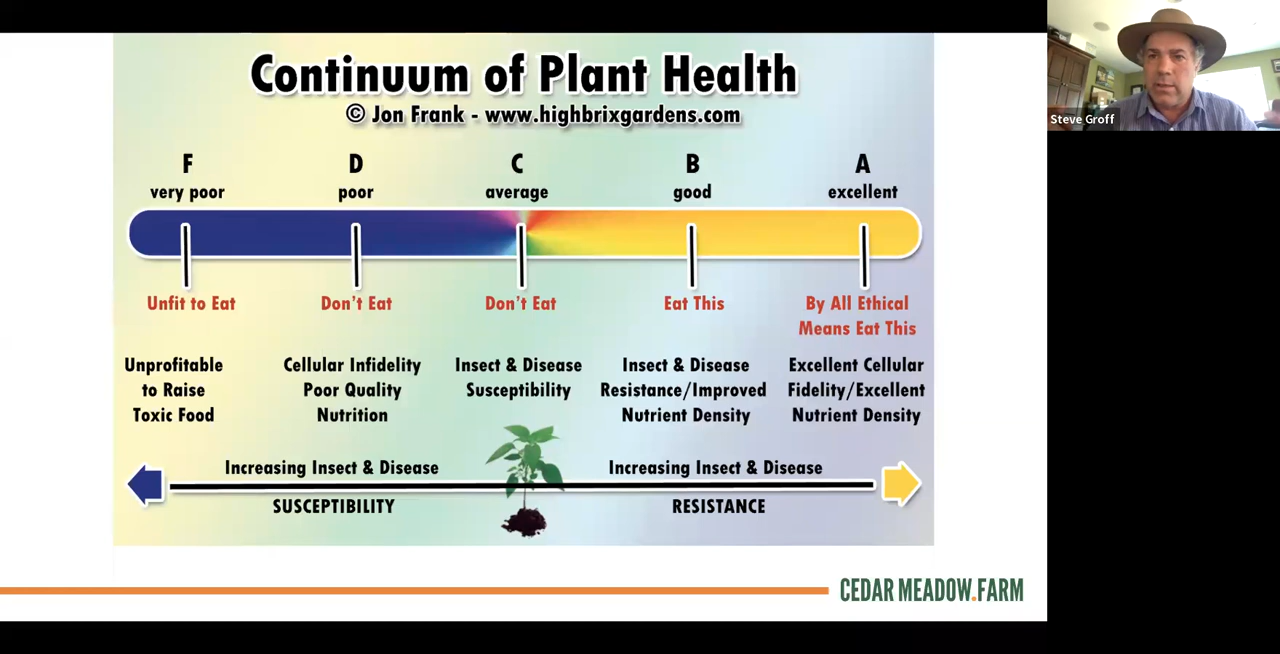 Continuum of Plant Health
© Jon Frank - www.highbrixgardens.com
F D C B A
very poor poor average good excellent
Unfit to Eat Don't Eat Don't Eat Eat This By All Ethical
Means Eat This
Unprofitable Cellular Infidelity Insect & Disease Insect & Disease Excellent Cellular
to Raise Poor Quality Susceptibility Resistance/Improved Fidelity/Excellent
Toxic Food Nutrition Nutrient Density Nutrient Density
Increasing Insect & Disease Increasing Insect & Disease
SUSCEPTIBILITY RESISTANCE
CEDAR MEADOW.FARM
Steve Groff